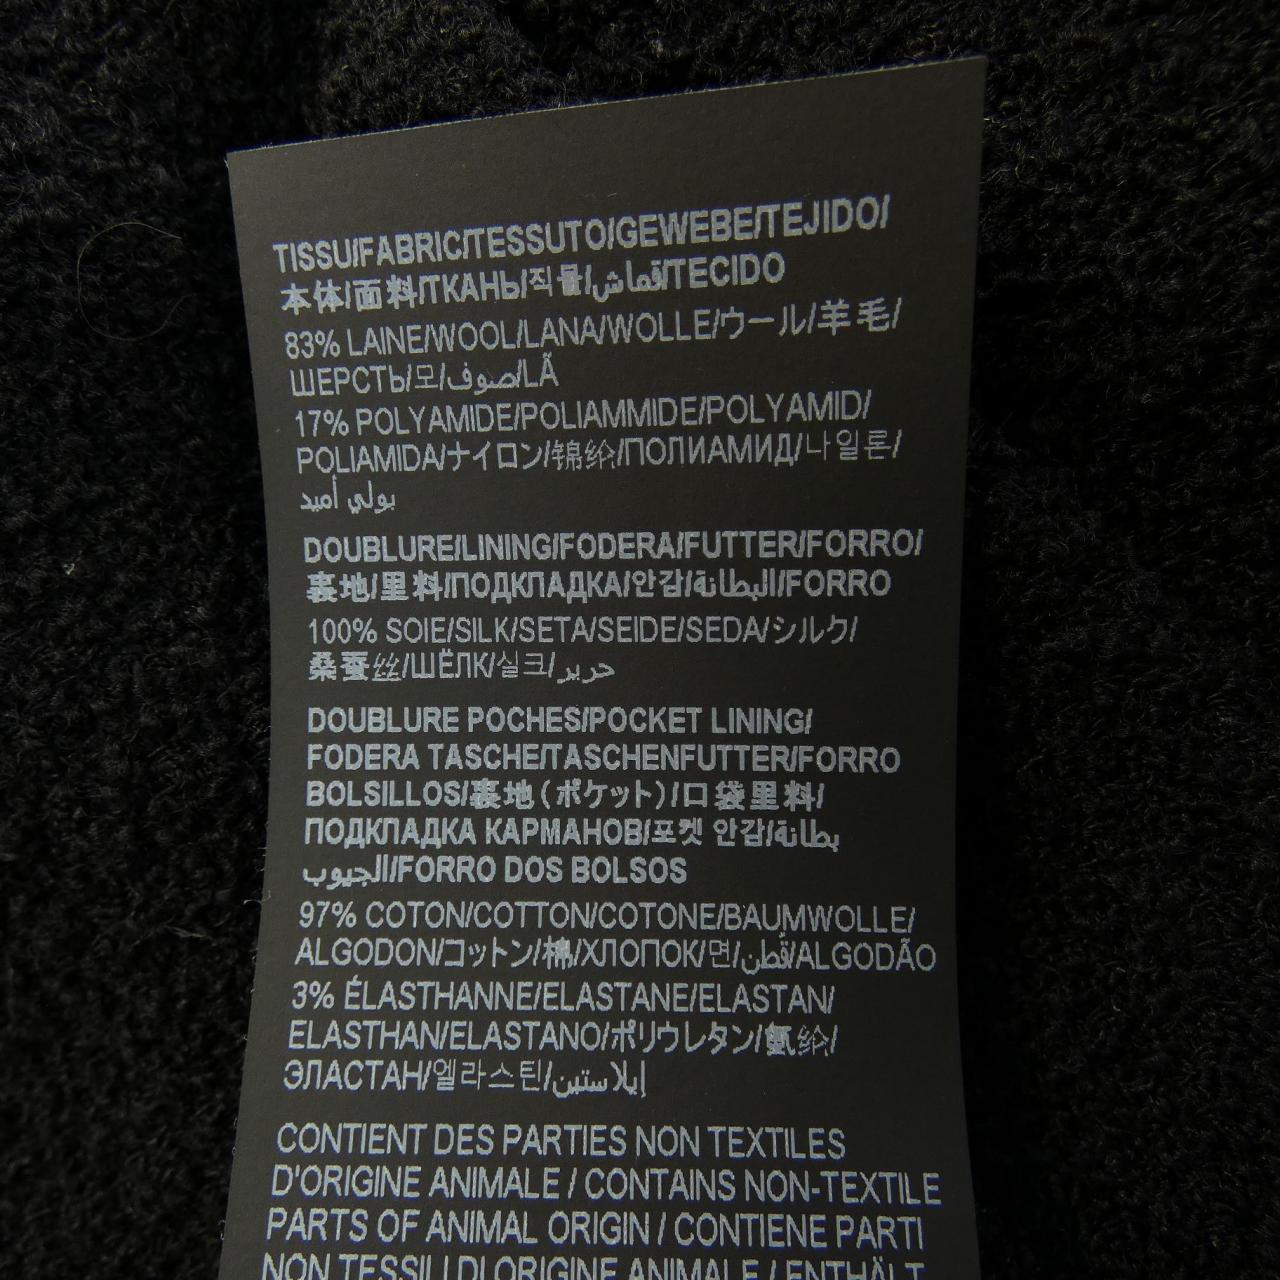 TISSU/FABRIC/TESSUTO/GEWEBE/TEJIDO/
本体/面料/ТКАНЬ/직물/قماش/TECIDO
83% LAINE/WOOL/LANA/WOLLE/ウール/羊毛/
ШЕРСТЬ/모/صوف/LÃ
17% POLYAMIDE/POLIAMMIDE/POLYAMID/
POLIAMIDA/ナイロン/锦纶/ПОЛИАМИД/나일론/
بولي أميد
DOUBLURE/LINING/FODERA/FUTTER/FORRO/
裏地/里料/ПОДКЛАДКА/안감/البطانة/FORRO
100% SOIE/SILK/SETA/SEIDE/SEDA/シルク/
桑蚕丝/ШЁЛК/실크/حرير
DOUBLURE POCHES/POCKET LINING/
FODERA TASCHE/TASCHENFUTTER/FORRO
BOLSILLOS/裏地(ポケット)/口袋里料/
ПОДКЛАДКА КАРМАНОВ/포켓 안감/بطانة
الجيوب/FORRO DOS BOLSOS
97% COTON/COTTON/COTONE/BAUMWOLLE/
ALGODON/コットン/棉/ХЛОПОК/면/قطن/ALGODÃO
3% ÉLASTHANNE/ELASTANE/ELASTAN/
ELASTHAN/ELASTANO/ポリウレタン/氨纶/
ЭЛАСТАН/엘라스틴/إيلاستين
CONTIENT DES PARTIES NON TEXTILES
D'ORIGINE ANIMALE / CONTAINS NON-TEXTILE
PARTS OF ANIMAL ORIGIN / CONTIENE PARTI
NON TESSILI DI ORIGINE ANIMALE / ENTHÄLT